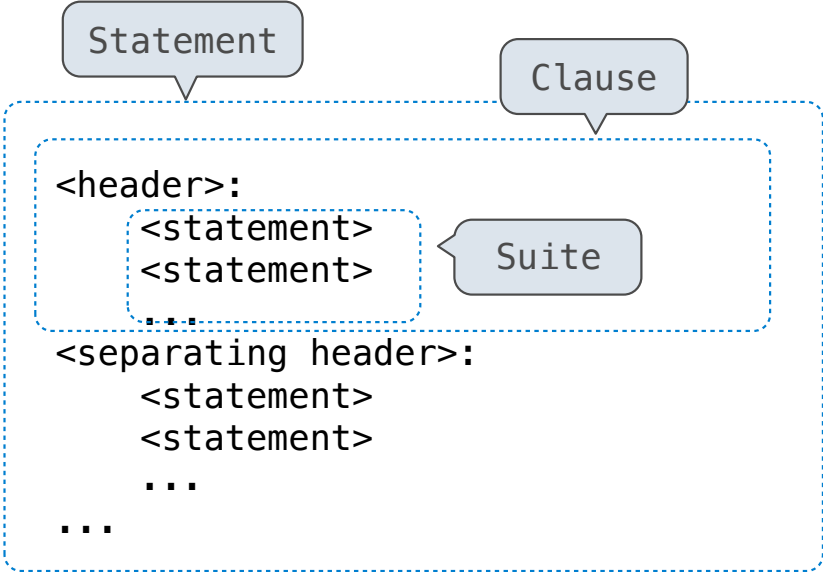 Statement
Clause
<header>:
    <statement>
    <statement>
    ...
Suite
<separating header>:
    <statement>
    <statement>
    ...
...